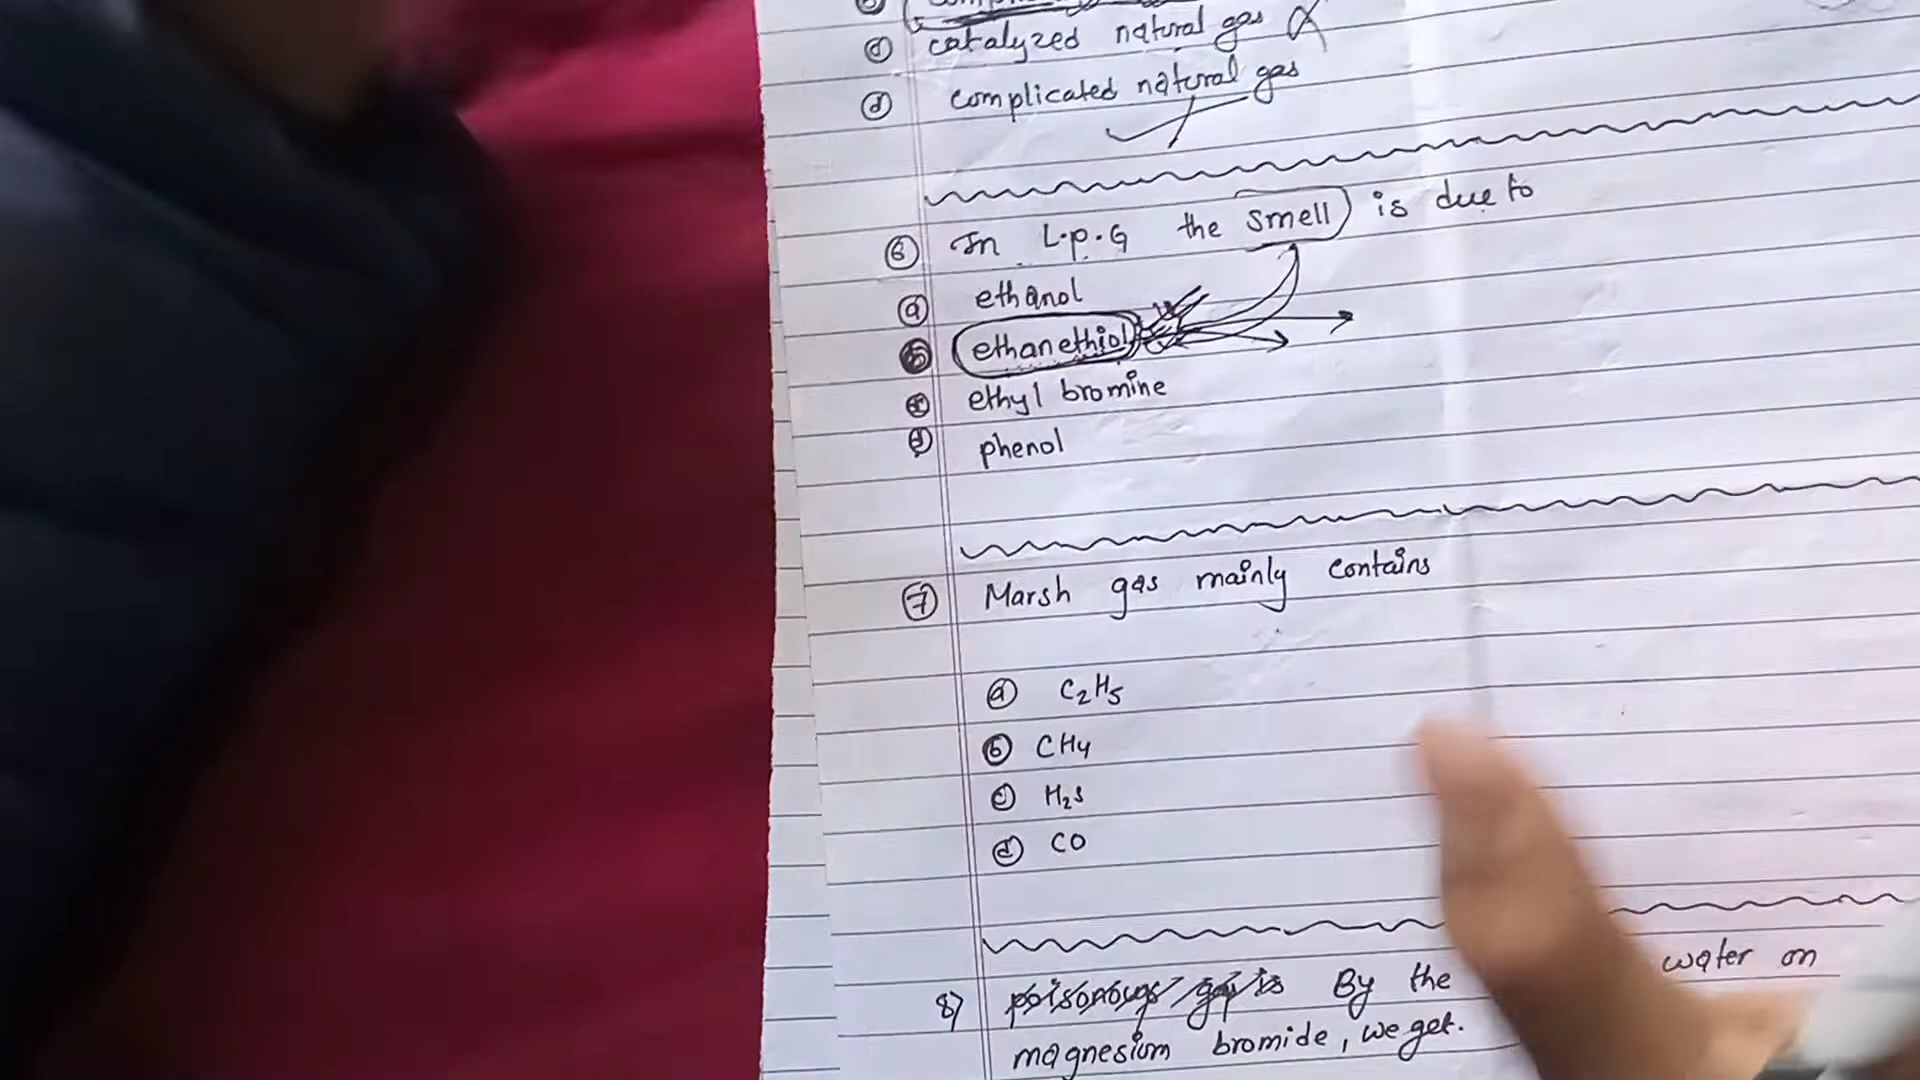 ⓓ catalyzed natural gas
ⓓ complicated natural gas
⑥ In L.p.G the smell is due to
ⓐ ethanol
ⓑ ethanethiol
ⓒ ethyl bromine
ⓓ phenol
⑦ Marsh gas mainly contains
ⓐ C₂H₅
ⓑ CH₄
ⓒ H₂S
ⓓ CO
8) poisonous gas is By the water on
magnesium bromide, we get.